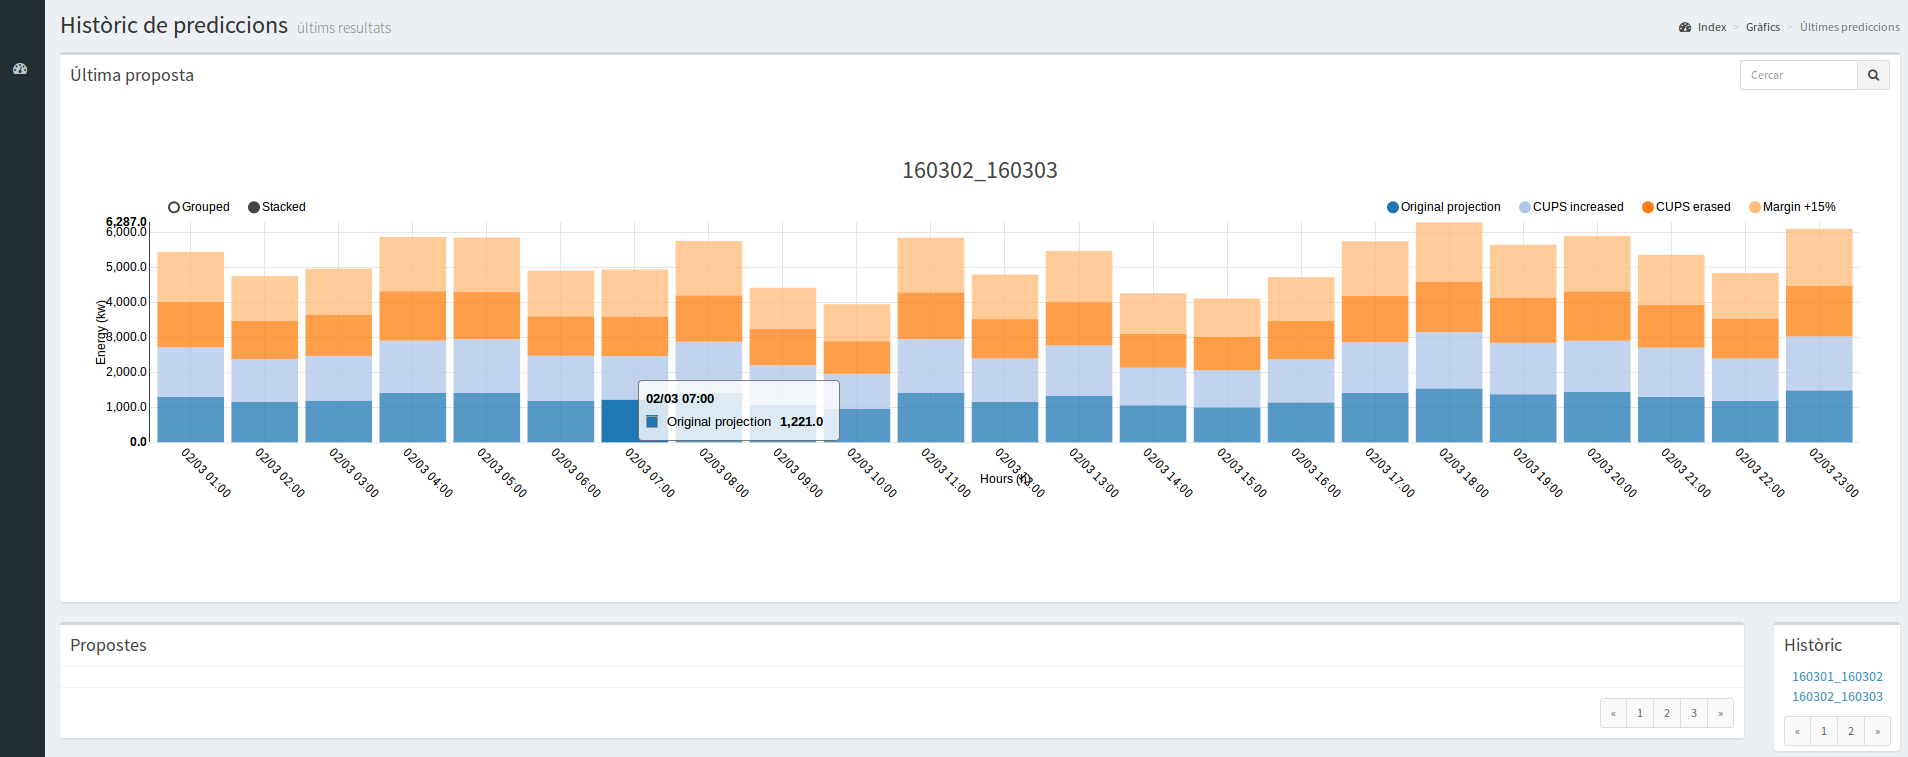 Històric de prediccions últims resultats
Index > Gràfics > Últimes prediccions
Última proposta
Cercar
160302_160303
Grouped Stacked
Original projection CUPS increased CUPS erased Margin +15%
6,287.0
6,000.0
5,000.0
4,000.0
3,000.0
2,000.0
1,000.0
0.0
Energy (kw)
02/03 07:00
Original projection 1,221.0
02/03 01:00
02/03 02:00
02/03 03:00
02/03 04:00
02/03 05:00
02/03 06:00
02/03 07:00
02/03 08:00
02/03 09:00
02/03 10:00
02/03 11:00
02/03 12:00
02/03 13:00
02/03 14:00
02/03 15:00
02/03 16:00
02/03 17:00
02/03 18:00
02/03 19:00
02/03 20:00
02/03 21:00
02/03 22:00
02/03 23:00
Hours (h)
Propostes
« 1 2 3 »
Històric
160301_160302
160302_160303
« 1 2 »